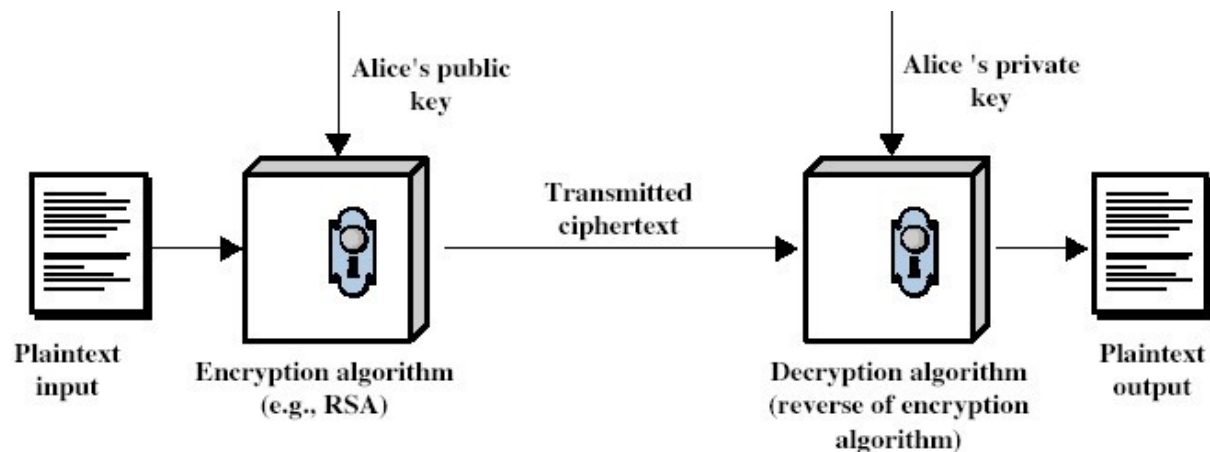 Alice's public
key
Alice 's private
key
Transmitted
ciphertext
Plaintext
input
Encryption algorithm
(e.g., RSA)
Decryption algorithm
(reverse of encryption
algorithm)
Plaintext
output